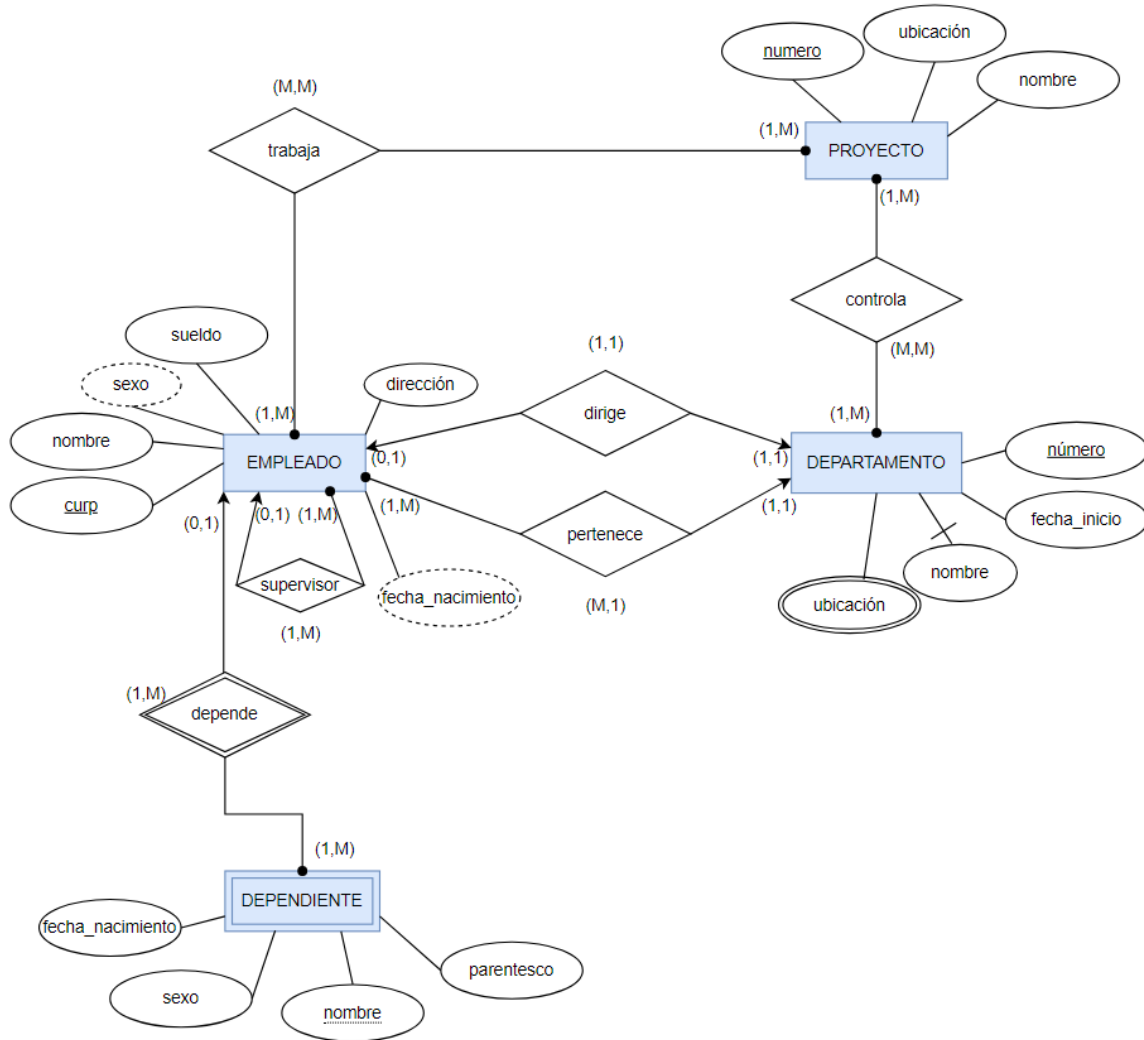 ubicación
numero
nombre
(M,M)
(1,M)
trabaja
PROYECTO
(1,M)
controla
sueldo
(1,1)
(M,M)
sexo
dirección
(1,M)
dirige
(1,M)
nombre
EMPLEADO
(0,1)
(1,1)
DEPARTAMENTO
número
curp
(0,1)
(0,1)
(1,M)
(1,M)
(1,1)
fecha_inicio
pertenece
supervisor
fecha_nacimiento
nombre
ubicación
(1,M)
(M,1)
(1,M)
depende
(1,M)
DEPENDIENTE
fecha_nacimiento
parentesco
sexo
nombre